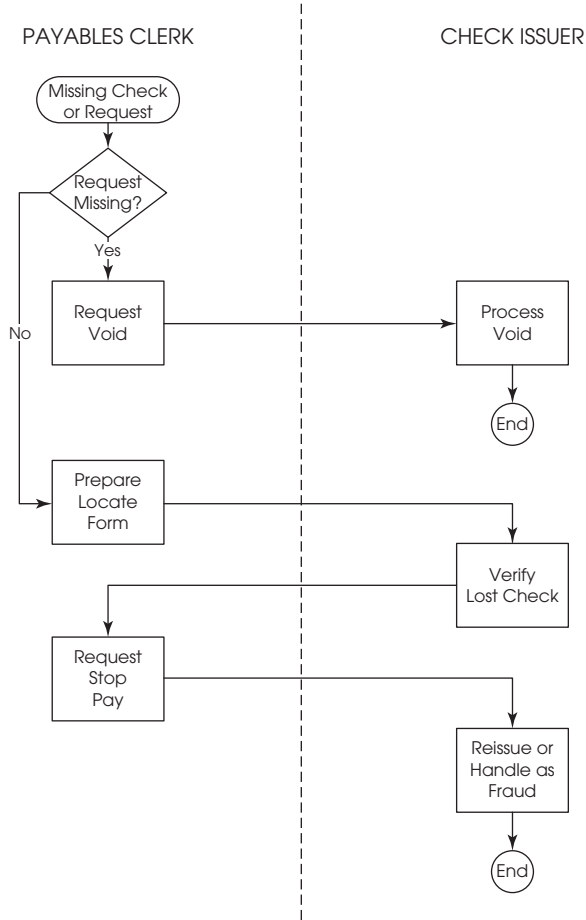 PAYABLES CLERK
CHECK ISSUER
Missing Check
or Request
Request
Missing?
Yes
No
Request
Void
Process
Void
End
Prepare
Locate
Form
Verify
Lost Check
Request
Stop
Pay
Reissue or
Handle as
Fraud
End